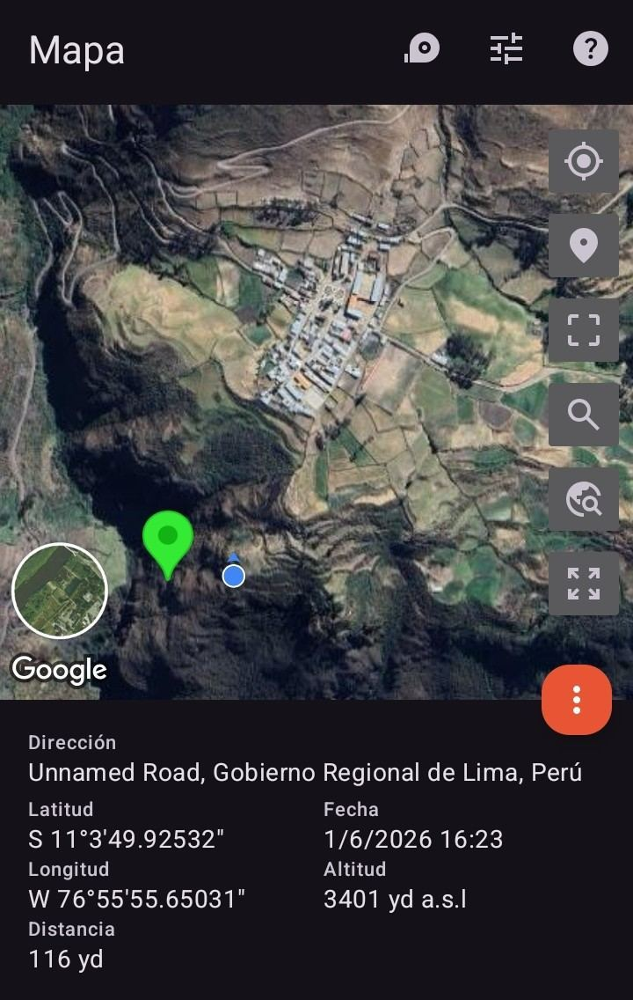 Mapa
Google
Dirección
Unnamed Road, Gobierno Regional de Lima, Perú
Latitud Fecha
S 11°3'49.92532" 1/6/2026 16:23
Longitud Altitud
W 76°55'55.65031" 3401 yd a.s.l
Distancia
116 yd